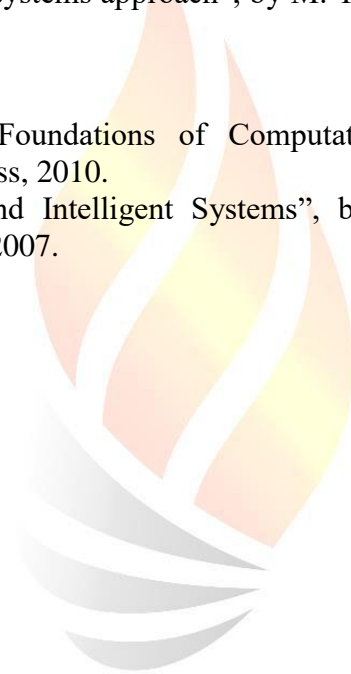 systems approach", by M. T
Foundations of Computat
ss, 2010.
nd Intelligent Systems", b
2007.